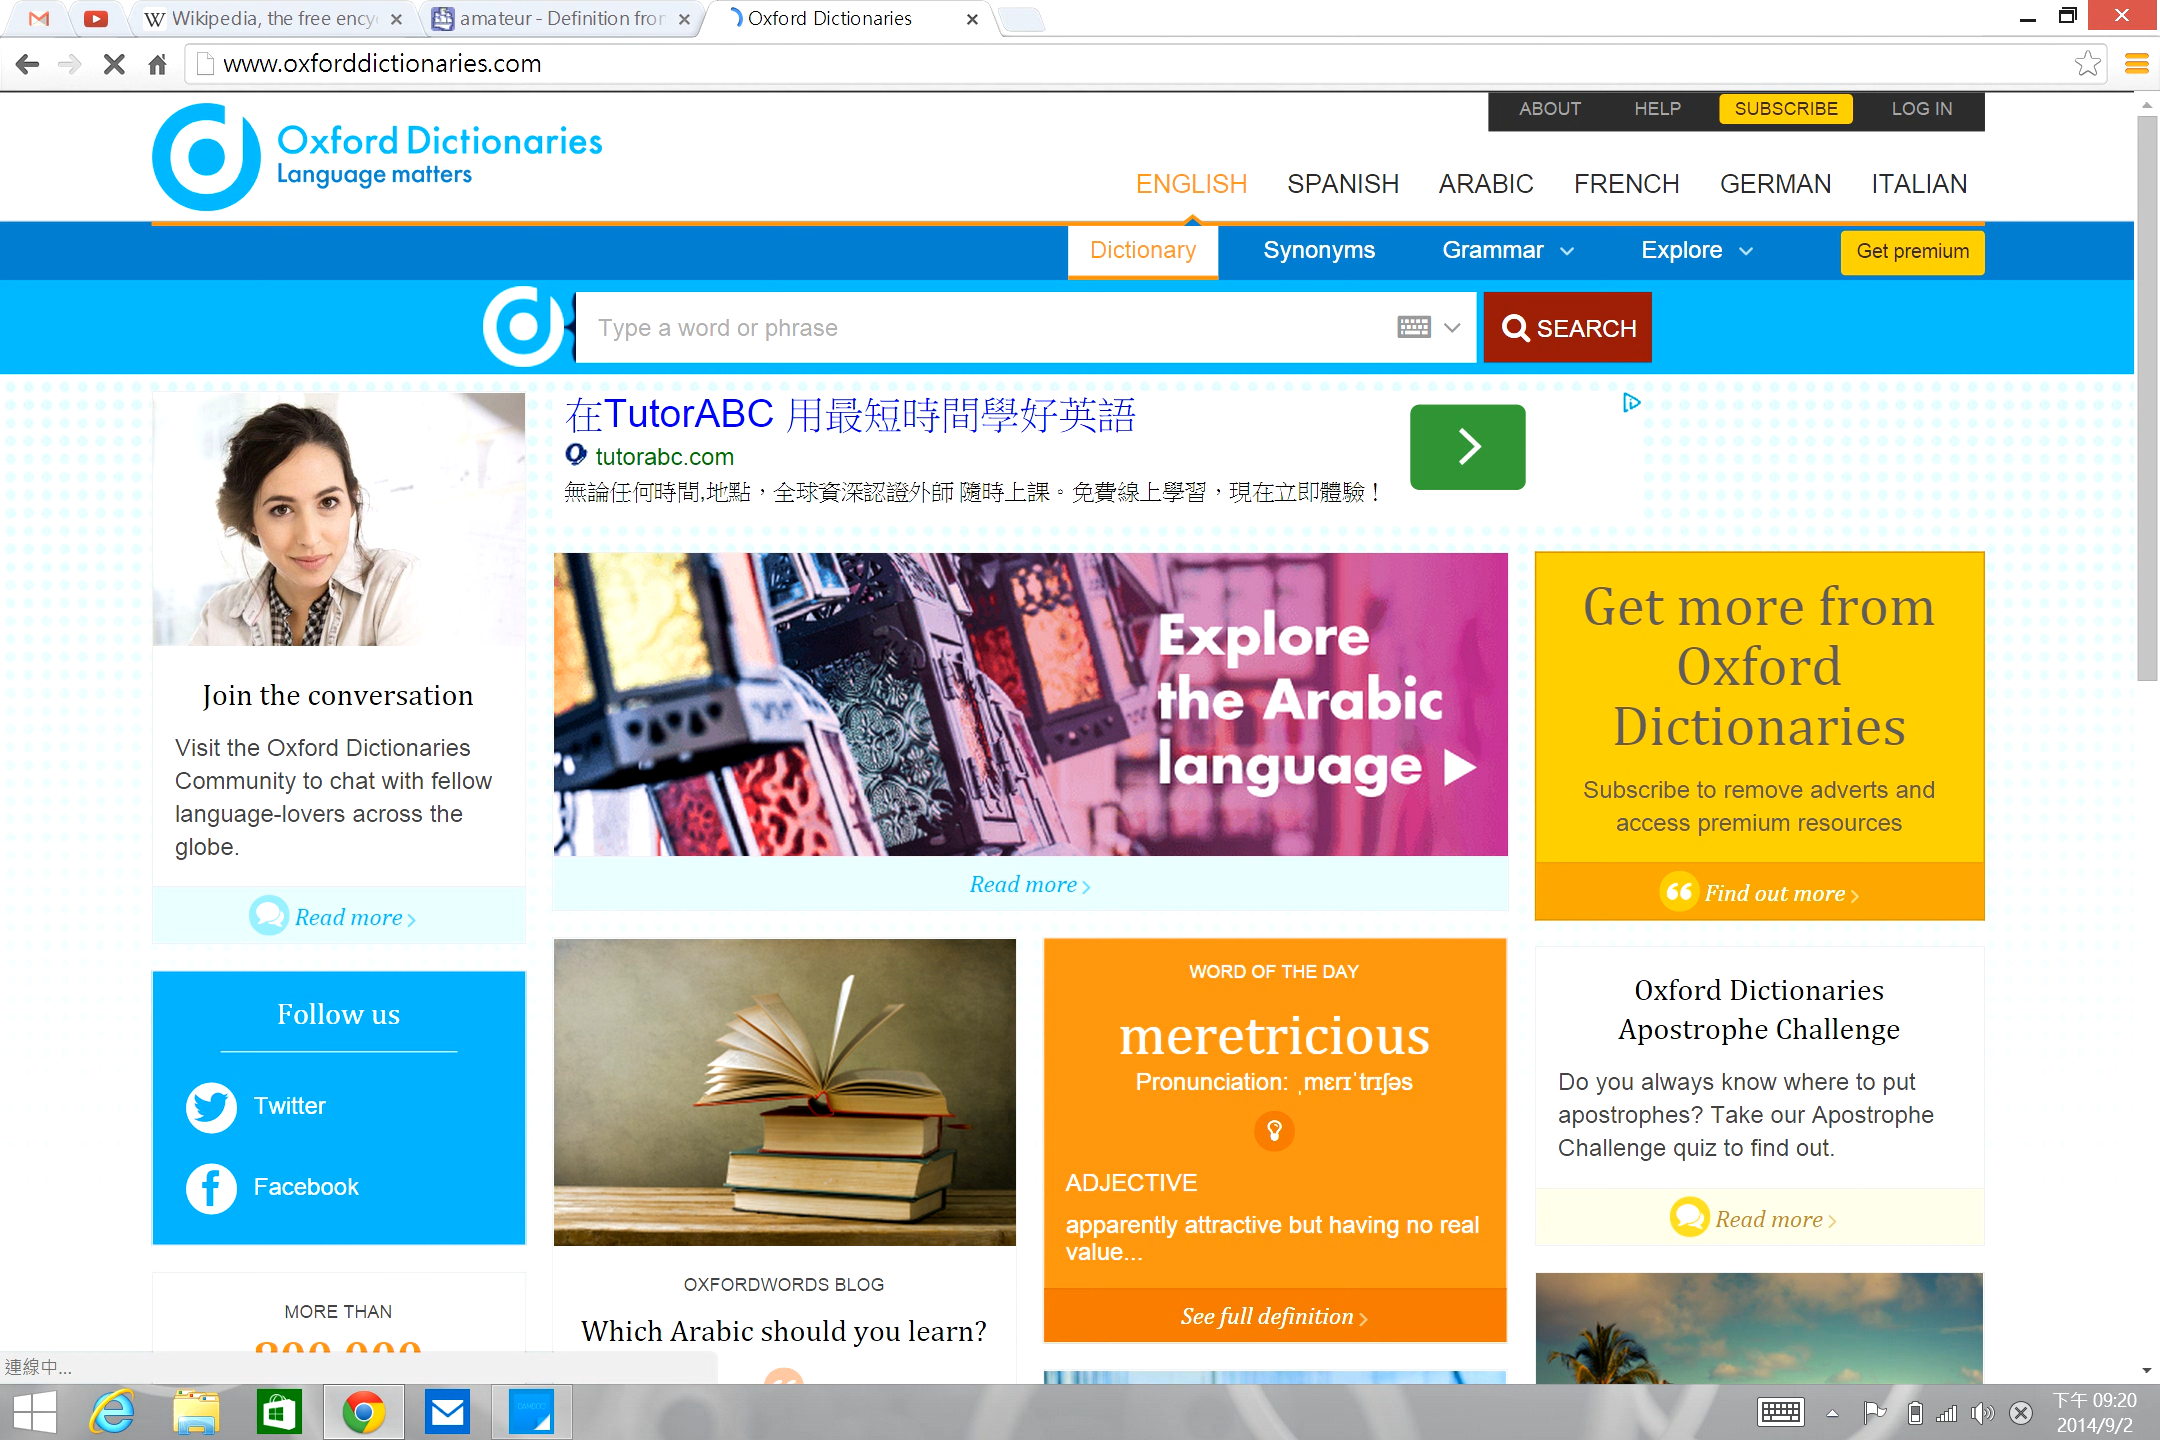 Wikipedia, the free ency
amateur - Definition from
Oxford Dictionaries
www.oxforddictionaries.com
ABOUT
HELP
SUBSCRIBE
LOG IN
Oxford Dictionaries
Language matters
ENGLISH
SPANISH
ARABIC
FRENCH
GERMAN
ITALIAN
Dictionary
Synonyms
Grammar
Explore
Get premium
Type a word or phrase
SEARCH
在TutorABC 用最短時間學好英語
tutorabc.com
無論任何時間,地點，全球資深認證外師 隨時上課。免費線上學習，現在立即體驗！
Join the conversation
Visit the Oxford Dictionaries
Community to chat with fellow
language-lovers across the
globe.
Read more
Explore
the Arabic
language
Read more
Get more from
Oxford
Dictionaries
Subscribe to remove adverts and
access premium resources
Find out more
Follow us
Twitter
Facebook
MORE THAN
800,000
OXFORDWORDS BLOG
Which Arabic should you learn?
WORD OF THE DAY
meretricious
Pronunciation: ˌmɛrɪˈtrɪʃəs
ADJECTIVE
apparently attractive but having no real
value...
See full definition
Oxford Dictionaries
Apostrophe Challenge
Do you always know where to put
apostrophes? Take our Apostrophe
Challenge quiz to find out.
Read more
連線中...
下午 09:20
2014/9/2